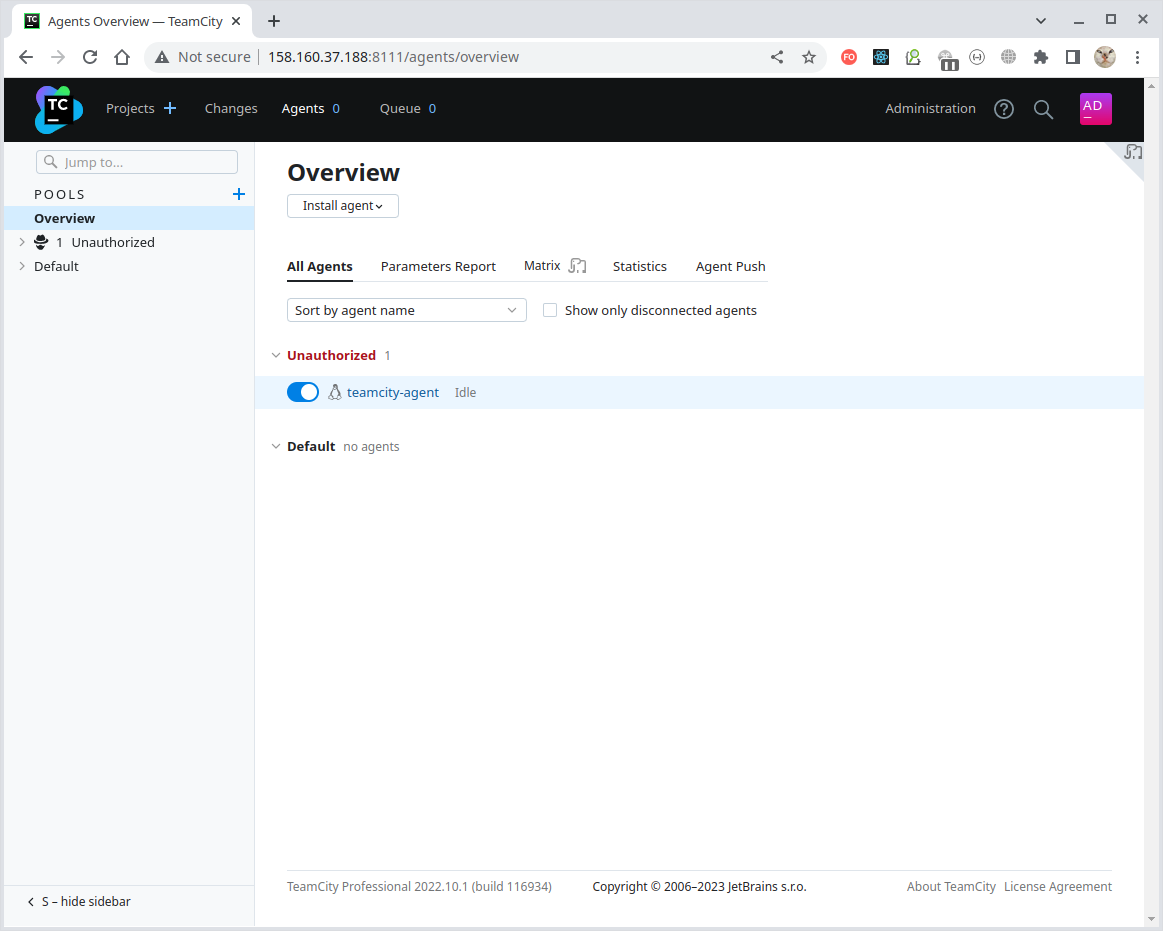 TC Agents Overview — TeamCity
Not secure 158.160.37.188:8111/agents/overview FO
TC Projects Changes Agents 0 Queue 0 Administration AD
Jump to...
POOLS
Overview
1 Unauthorized
Default
Overview
Install agent
All Agents Parameters Report Matrix Statistics Agent Push
Sort by agent name Show only disconnected agents
Unauthorized 1
teamcity-agent Idle
Default no agents
TeamCity Professional 2022.10.1 (build 116934) Copyright © 2006–2023 JetBrains s.r.o. About TeamCity License Agreement
S – hide sidebar